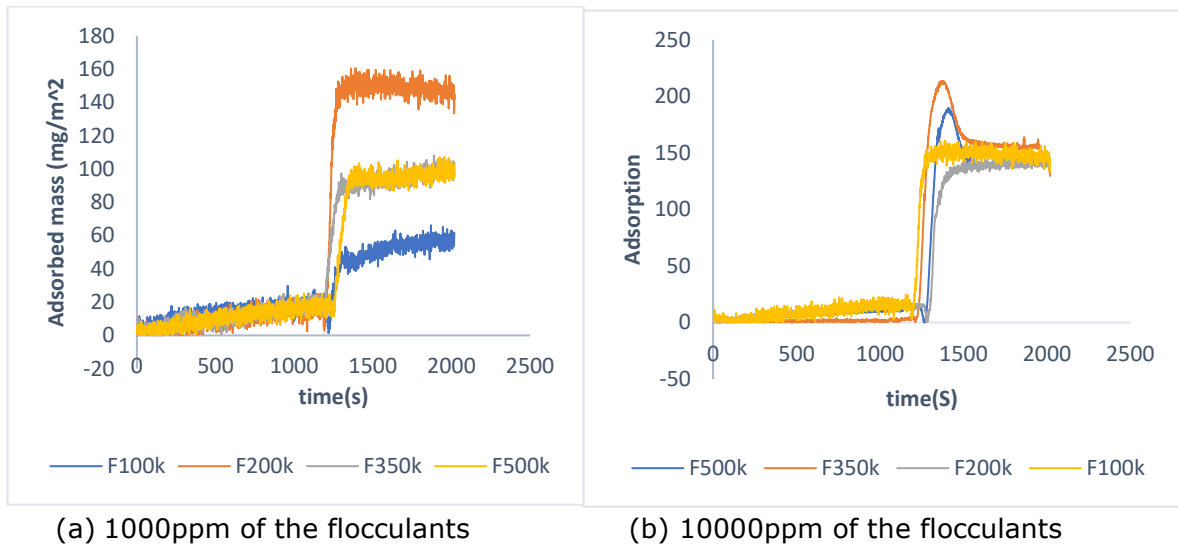 180
160
140
120
100
80
60
40
20
0
-20
Adsorbed mass (mg/m^2
0 500 1000 1500 2000 2500
time(s)
F100k F200k F350k F500k
(a) 1000ppm of the flocculants
250
200
150
100
50
0
-50
Adsorption
0 500 1000 1500 2000 2500
time(S)
F500k F350k F200k F100k
(b) 10000ppm of the flocculants